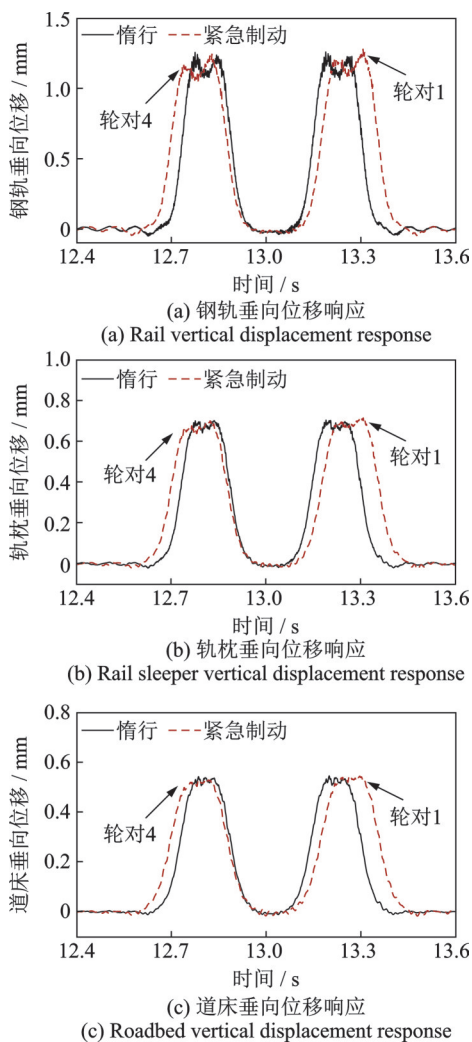 惰行 紧急制动
1.5
1.0
0.5
0
钢轨垂向位移 / mm
轮对4
轮对1
12.4 12.7 13.0 13.3 13.6
时间 / s
(a) 钢轨垂向位移响应
(a) Rail vertical displacement response
惰行 紧急制动
1.0
0.8
0.6
0.4
0.2
0
轨枕垂向位移 / mm
轮对4
轮对1
12.4 12.7 13.0 13.3 13.6
时间 / s
(b) 轨枕垂向位移响应
(b) Rail sleeper vertical displacement response
惰行 紧急制动
0.8
0.6
0.4
0.2
0
道床垂向位移 / mm
轮对4
轮对1
12.4 12.7 13.0 13.3 13.6
时间 / s
(c) 道床垂向位移响应
(c) Roadbed vertical displacement response